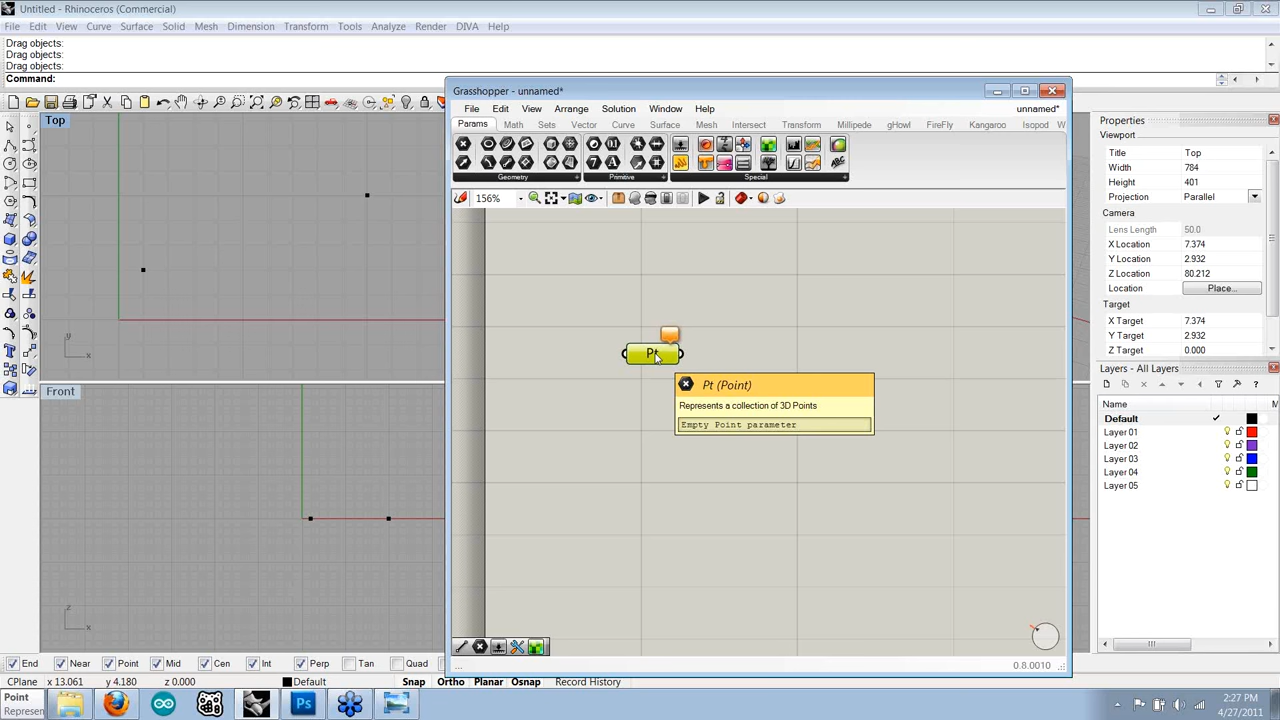 Untitled - Rhinoceros (Commercial)
File Edit View Curve Surface Solid Mesh Dimension Transform Tools Analyze Render DIVA Help
Drag objects:
Drag objects:
Drag objects:
Command:
Top
y
x
Front
z
x
Grasshopper - unnamed*
File Edit View Arrange Solution Window Help
unnamed*
Params Math Sets Vector Curve Surface Mesh Intersect Transform Millipede gHowl FireFly Kangaroo Isopod W
Geometry Primitive Special
156%
Pt
Pt (Point)
Represents a collection of 3D Points
Empty Point parameter
...
0.8.0010
Properties
Viewport
Title Top
Width 784
Height 401
Projection Parallel
Camera
Lens Length 50.0
X Location 7.374
Y Location 2.932
Z Location 80.212
Location Place...
Target
X Target 7.374
Y Target 2.932
Z Target 0.000
Layers - All Layers
Name M
Default
Layer 01
Layer 02
Layer 03
Layer 04
Layer 05
End Near Point Mid Cen Int Perp Tan Quad
CPlane x 13.061 y 4.180 z 0.000 Default Snap Ortho Planar Osnap Record History
Point
Represen
Ps
2:27 PM
4/27/2011